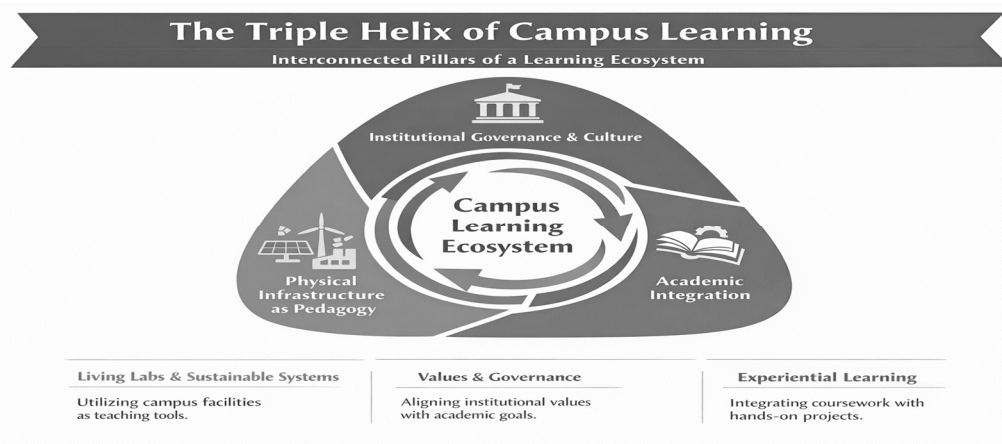 The Triple Helix of Campus Learning
Interconnected Pillars of a Learning Ecosystem
Institutional Governance & Culture
Campus
Learning
Ecosystem
Physical
Infrastructure
as Pedagogy
Academic
Integration
Living Labs & Sustainable Systems
Utilizing campus facilities
as teaching tools.
Values & Governance
Aligning institutional values
with academic goals.
Experiential Learning
Integrating coursework with
hands-on projects.